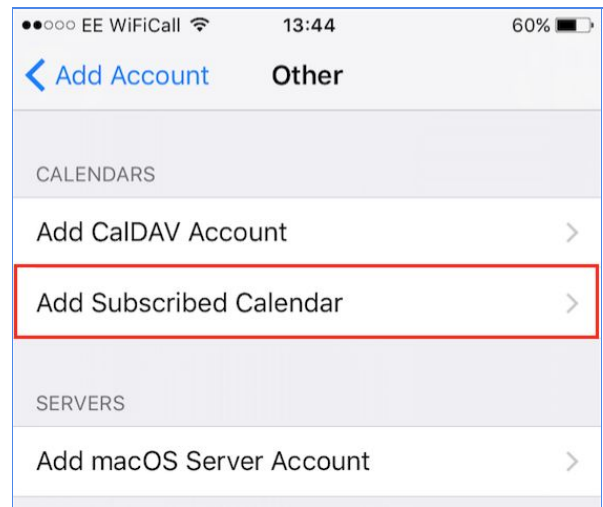 EE WiFiCall 13:44 60%
Add Account Other
CALENDARS
Add CalDAV Account
Add Subscribed Calendar
SERVERS
Add macOS Server Account